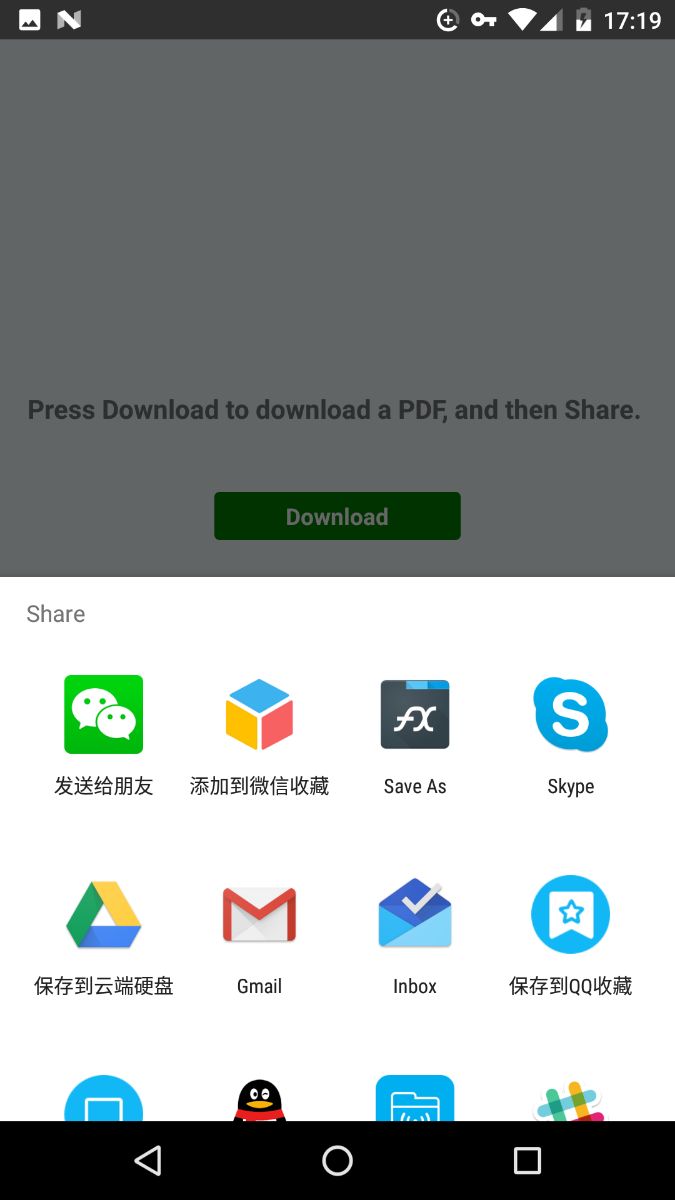 17:19
Press Download to download a PDF, and then Share.
Download
Share
发送给朋友
添加到微信收藏
Save As
Skype
保存到云端硬盘
Gmail
Inbox
保存到QQ收藏